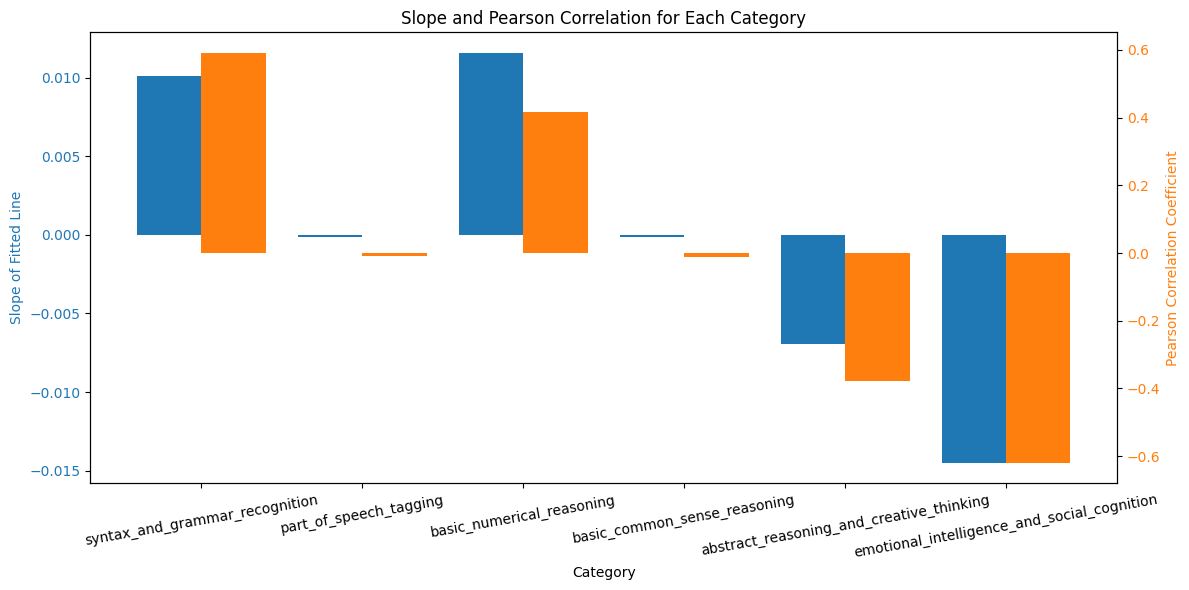 Slope and Pearson Correlation for Each Category
Slope of Fitted Line
0.010
0.005
0.000
−0.005
−0.010
−0.015
0.6
0.4
0.2
0.0
−0.2
−0.4
−0.6
Pearson Correlation Coefficient
syntax_and_grammar_recognition
part_of_speech_tagging
basic_numerical_reasoning
basic_common_sense_reasoning
abstract_reasoning_and_creative_thinking
emotional_intelligence_and_social_cognition
Category